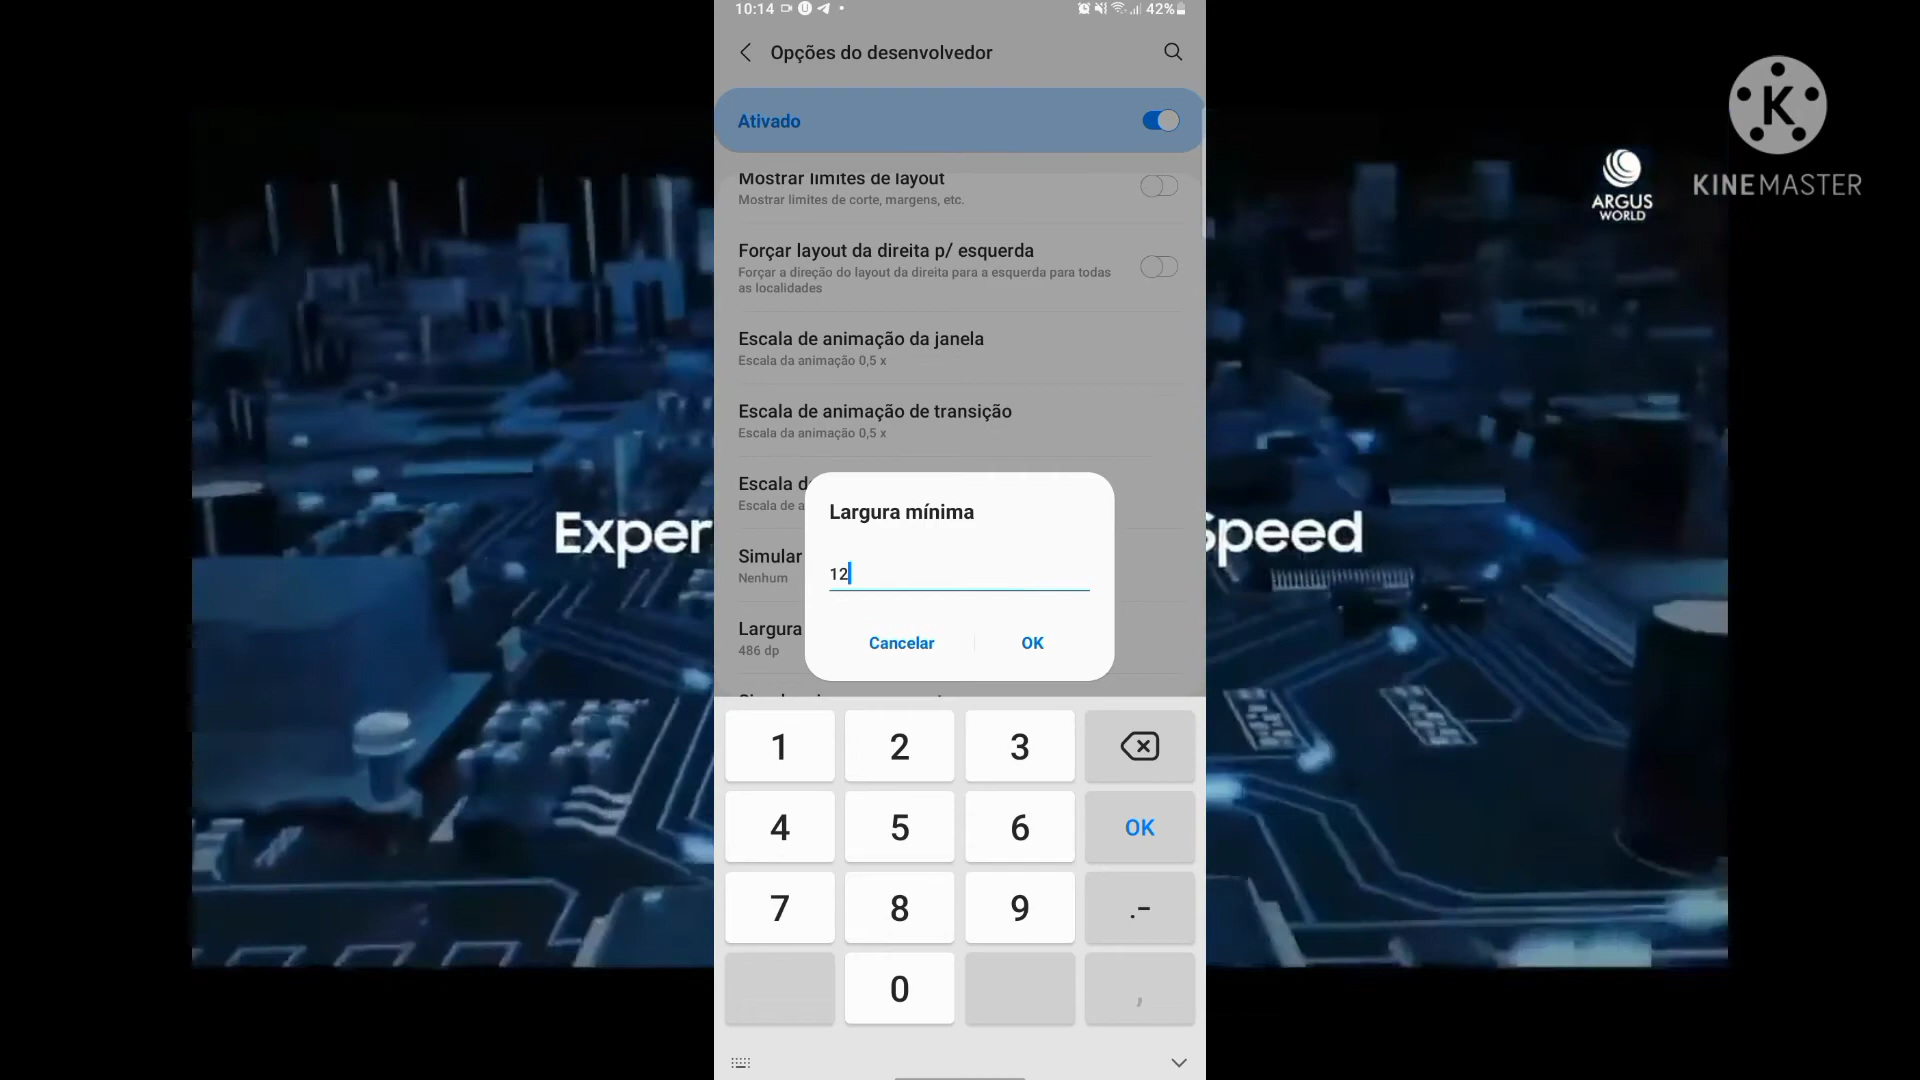 10:14
42%
Opções do desenvolvedor
Ativado
Mostrar limites de layout
Mostrar limites de corte, margens, etc.
Forçar layout da direita p/ esquerda
Forçar a direção do layout da direita para a esquerda para todas
as localidades
Escala de animação da janela
Escala da animação 0,5 x
Escala de animação de transição
Escala da animação 0,5 x
Escala d
Escala de a
Simular
Nenhum
Largura
486 dp
Largura mínima
12
Cancelar
OK
1 2 3
4 5 6 OK
7 8 9 .-
0 ,
Exper
Speed
K
KINEMASTER
ARGUS
WORLD